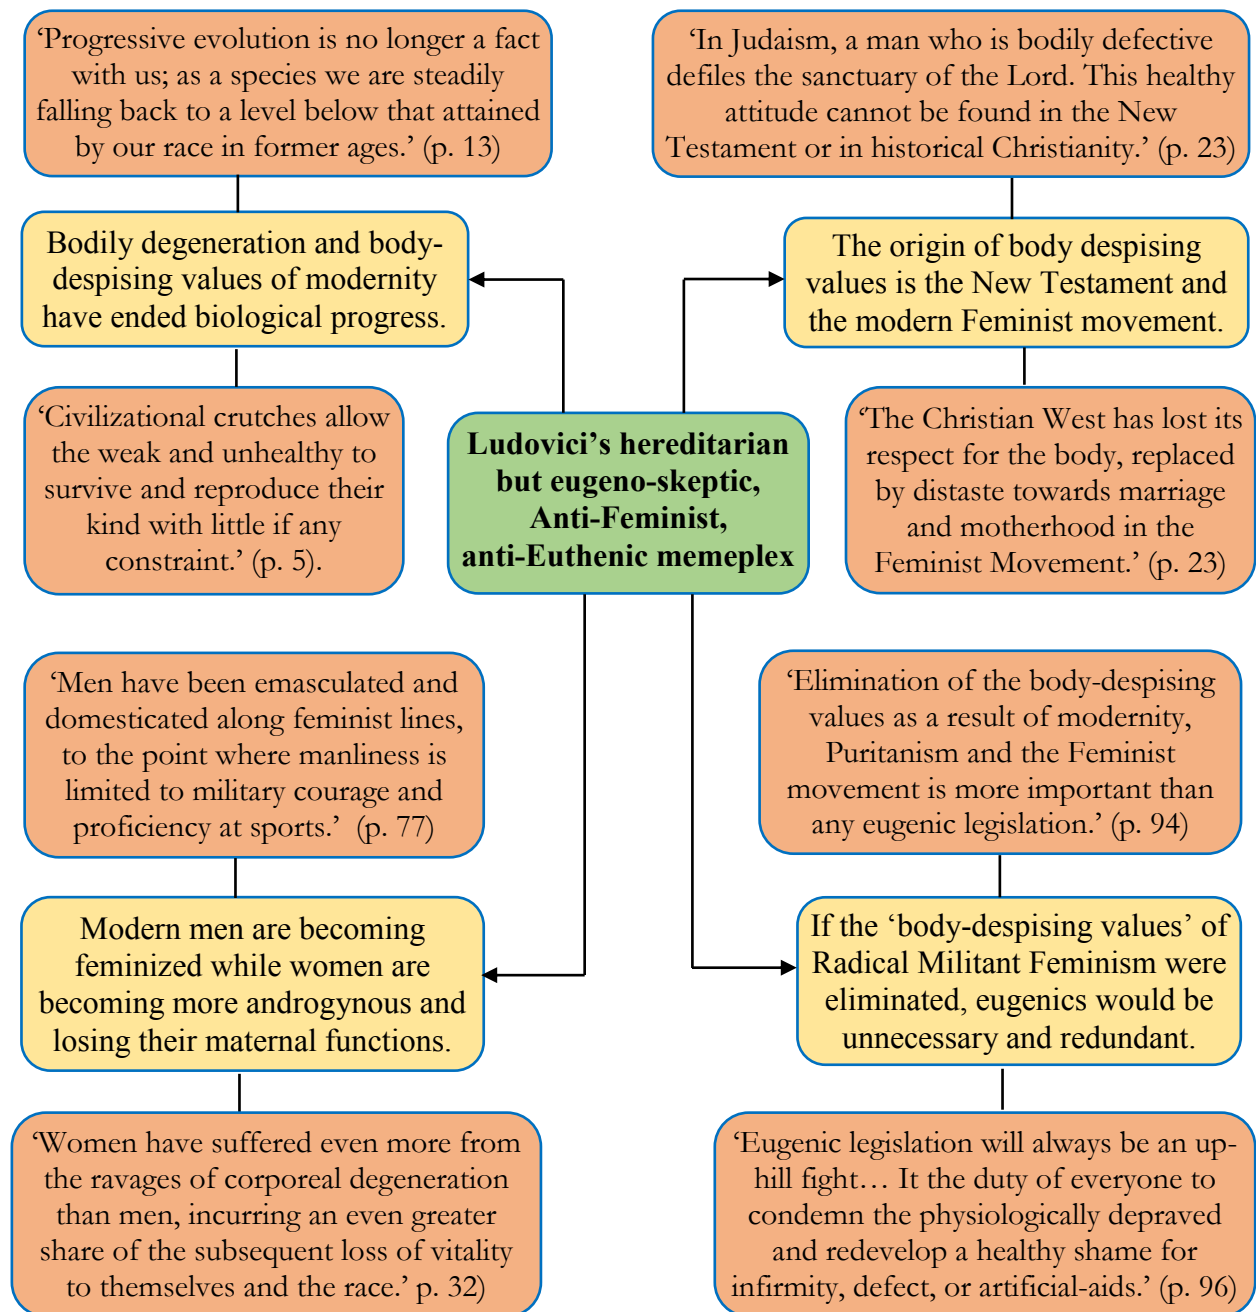 ‘Progressive evolution is no longer a fact
with us; as a species we are steadily
falling back to a level below that attained
by our race in former ages.’ (p. 13)
‘In Judaism, a man who is bodily defective
defiles the sanctuary of the Lord. This healthy
attitude cannot be found in the New
Testament or in historical Christianity.’ (p. 23)
Bodily degeneration and body-
despising values of modernity
have ended biological progress.
The origin of body despising
values is the New Testament and
the modern Feminist movement.
‘Civilizational crutches allow
the weak and unhealthy to
survive and reproduce their
kind with little if any
constraint.’ (p. 5).
Ludovici’s hereditarian
but eugeno-skeptic,
Anti-Feminist,
anti-Euthenic memeplex
‘The Christian West has lost its
respect for the body, replaced
by distaste towards marriage
and motherhood in the
Feminist Movement.’ (p. 23)
‘Men have been emasculated and
domesticated along feminist lines,
to the point where manliness is
limited to military courage and
proficiency at sports.’ (p. 77)
‘Elimination of the body-despising
values as a result of modernity,
Puritanism and the Feminist
movement is more important than
any eugenic legislation.’ (p. 94)
Modern men are becoming
feminized while women are
becoming more androgynous and
losing their maternal functions.
If the ‘body-despising values’ of
Radical Militant Feminism were
eliminated, eugenics would be
unnecessary and redundant.
‘Women have suffered even more from
the ravages of corporeal degeneration
than men, incurring an even greater
share of the subsequent loss of vitality
to themselves and the race.’ p. 32)
‘Eugenic legislation will always be an up-
hill fight… It the duty of everyone to
condemn the physiologically depraved
and redevelop a healthy shame for
infirmity, defect, or artificial-aids.’ (p. 96)